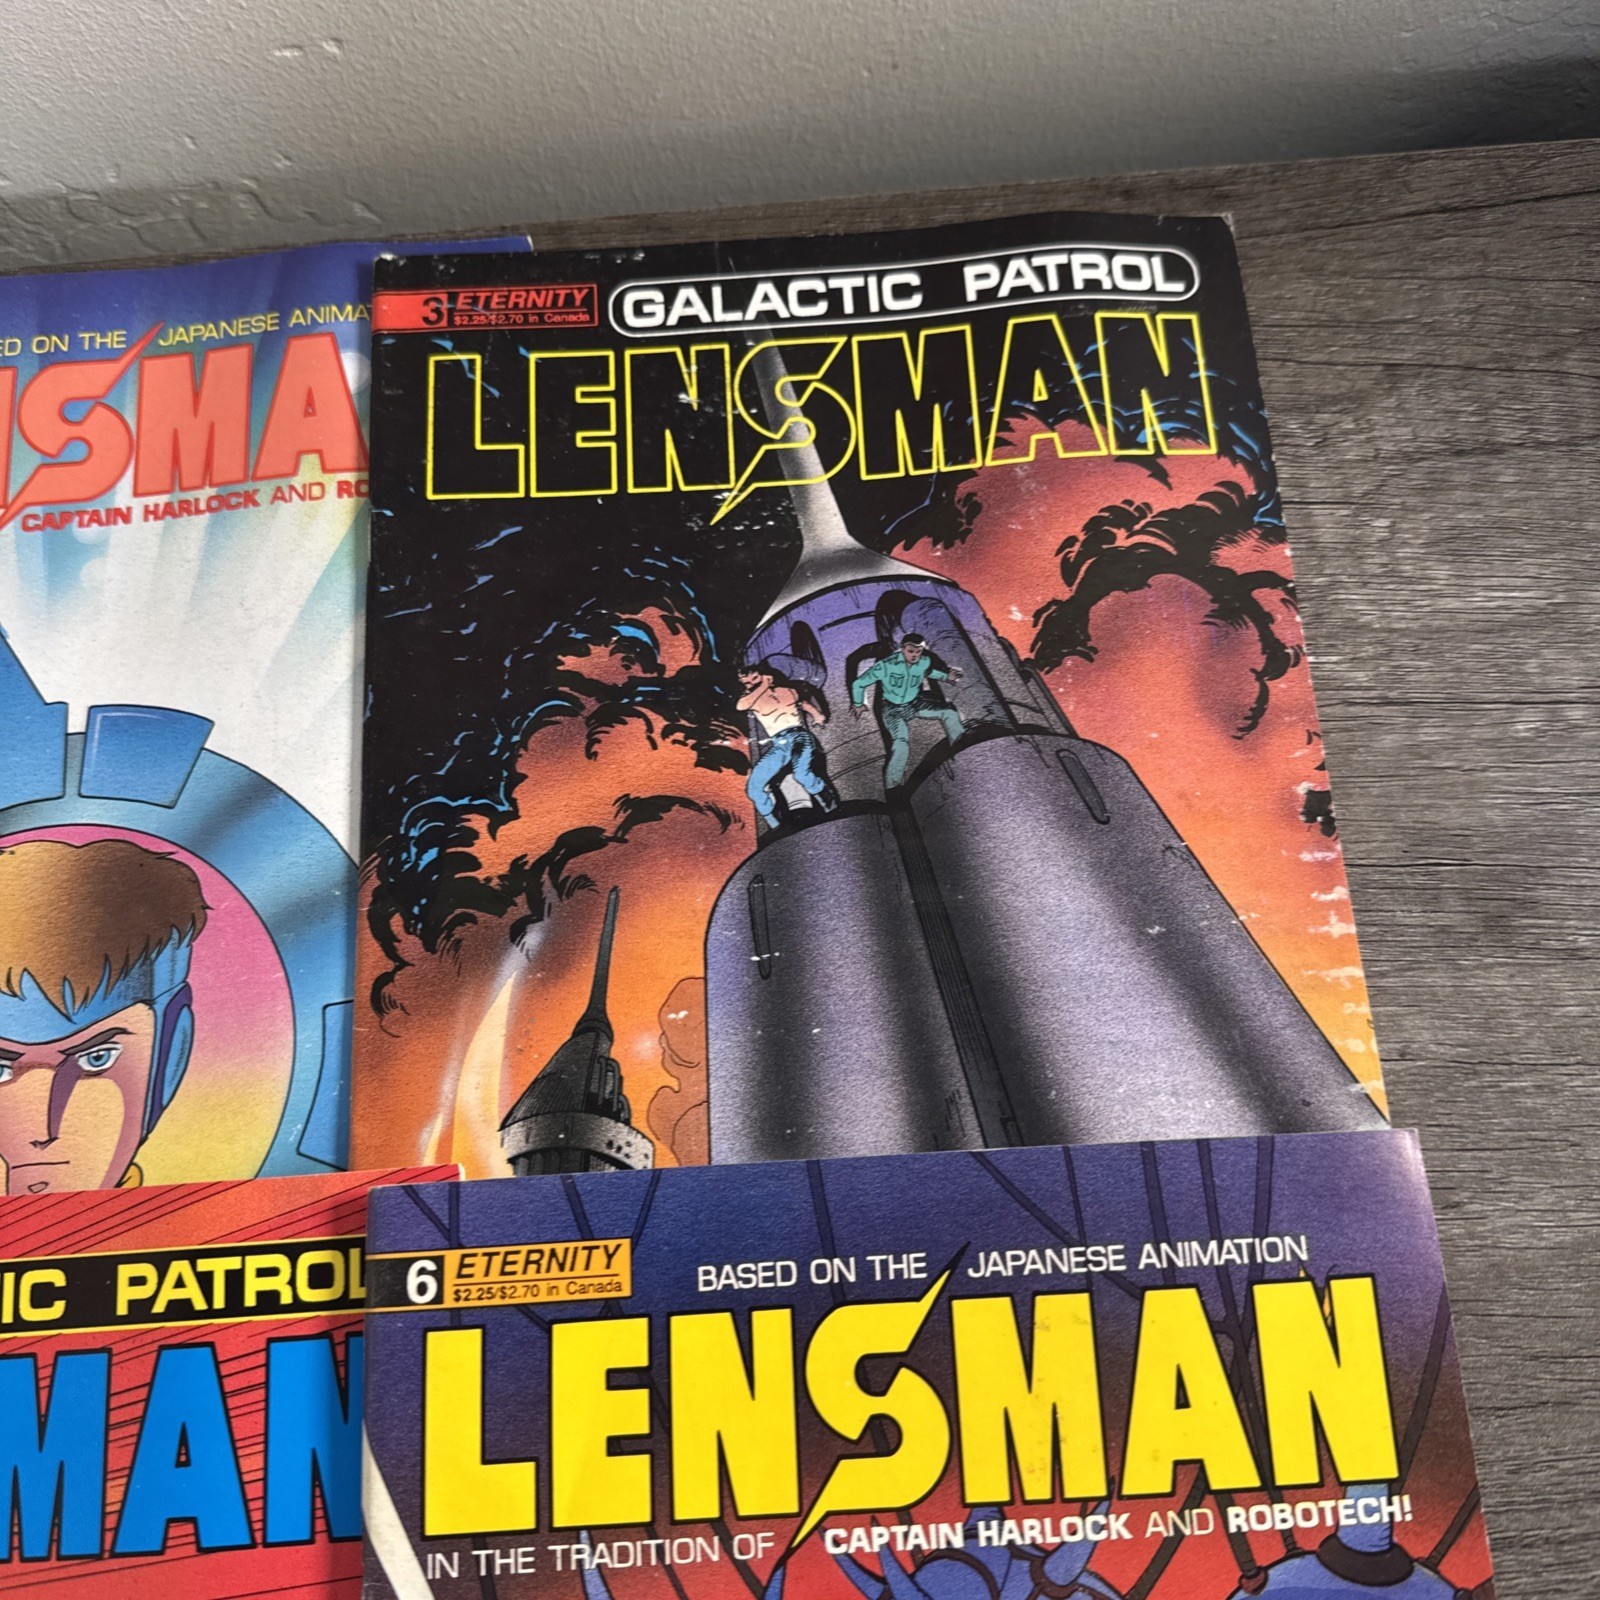 ED ON THE JAPANESE ANIMA
NSMA
CAPTAIN HARLOCK AND RO
3 ETERNITY
$2.25/$2.70 in Canada
GALACTIC PATROL
LENSMAN
IC PATROL
MAN
6 ETERNITY
$2.25/$2.70 in Canada
BASED ON THE JAPANESE ANIMATION
LENSMAN
IN THE TRADITION OF CAPTAIN HARLOCK AND ROBOTECH!